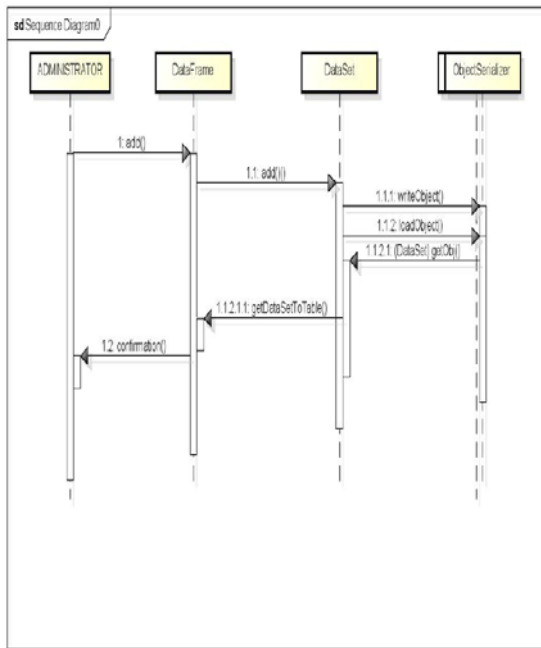 sd Sequence Diagram0
ADMINISTRATOR
DataFrame
DataSet
ObjectSerializer
1: add()
1.1: add()()
1.1.1: writeObject()
1.1.2: loadObject()
1.1.2.1: (DataSet) getObj()
1.1.2.1.1: getDataSetToTable()
1.2: confirmation()